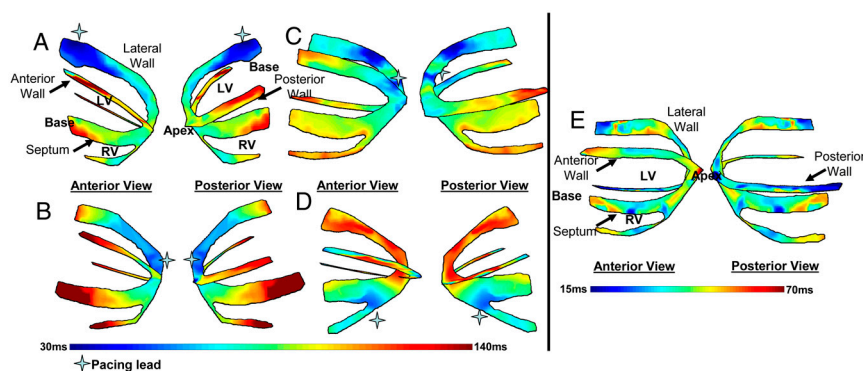 A
Lateral
Wall
Anterior
Wall
LV
Base
Septum
RV
Base
LV
Posterior
Wall
Apex
RV
C
Anterior View
Posterior View
Anterior View
Posterior View
B
D
30ms
140ms
Pacing lead
E
Lateral
Wall
Anterior
Wall
LV
Base
RV
Septum
Apex
Posterior
Wall
Anterior View
Posterior View
15ms
70ms